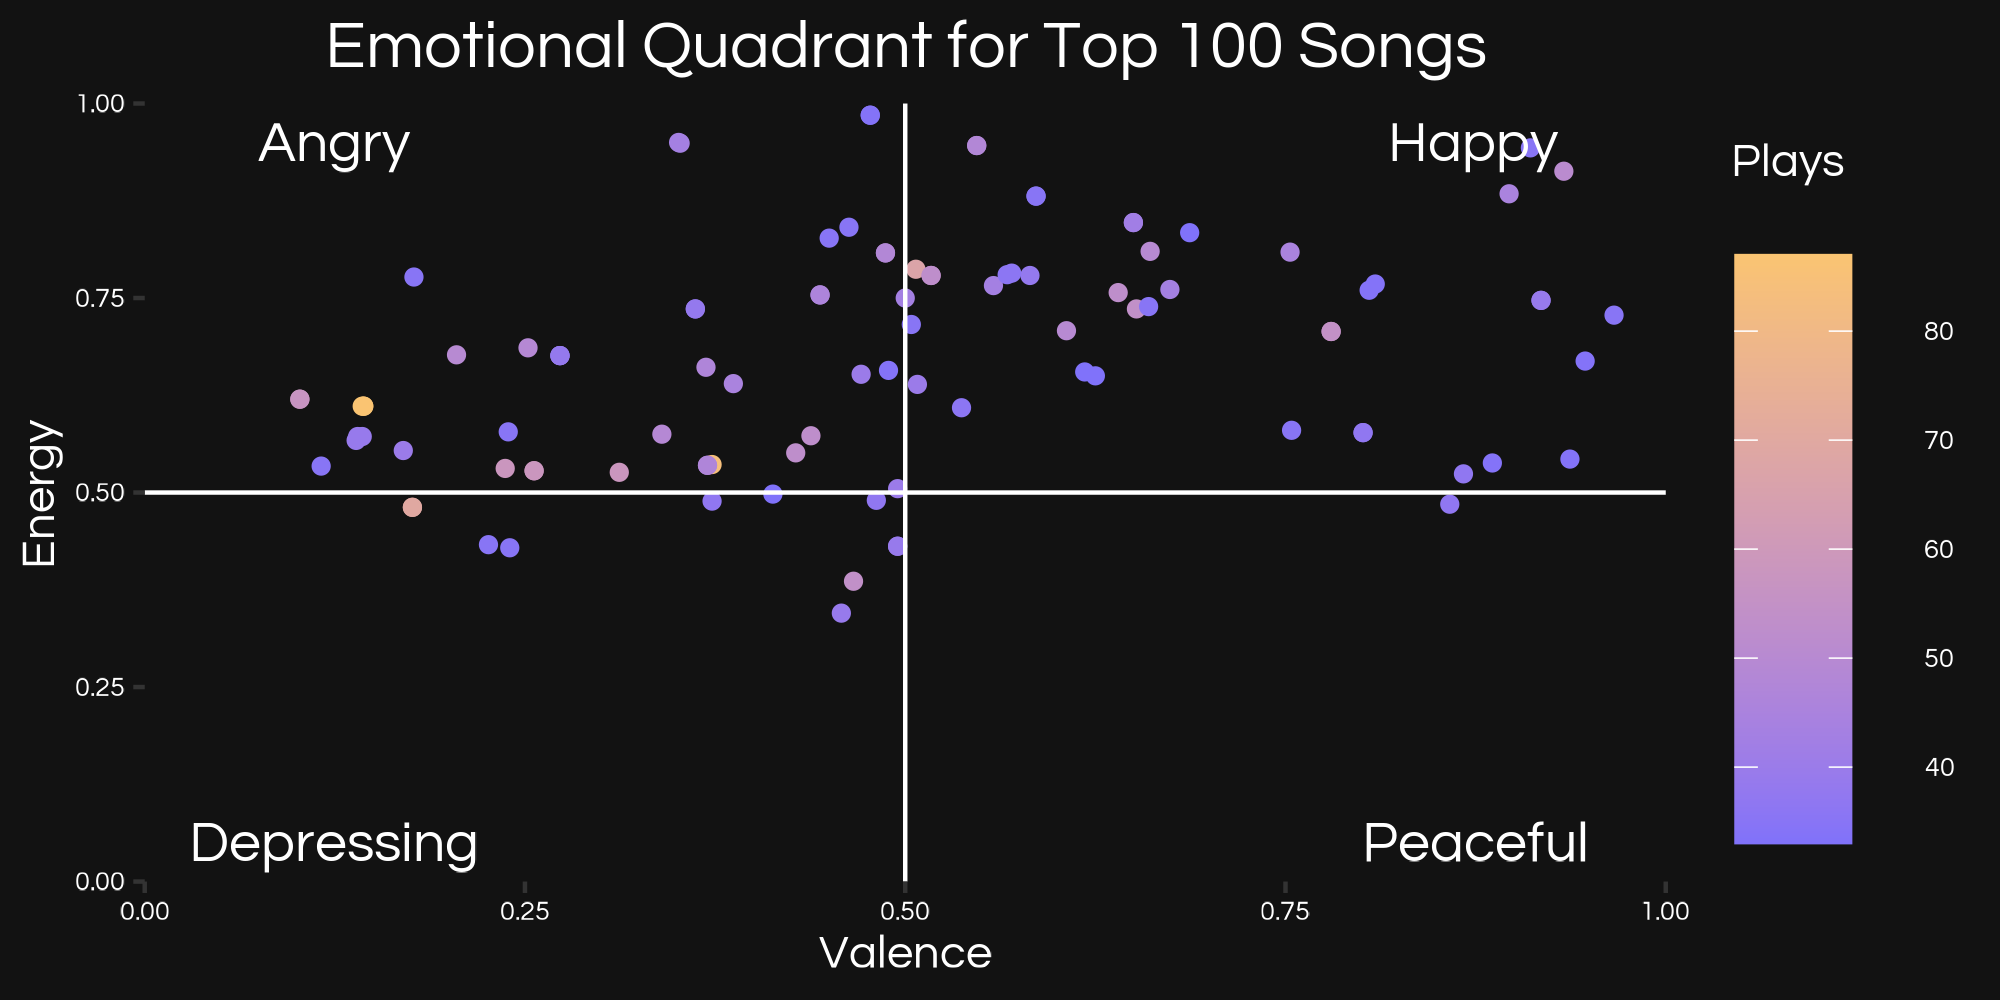 Emotional Quadrant for Top 100 Songs
1.00
Angry
Happy
Plays
0.75
80
70
Energy
0.50
60
50
0.25
40
Depressing
Peaceful
0.00
0.00
0.25
0.50
0.75
1.00
Valence